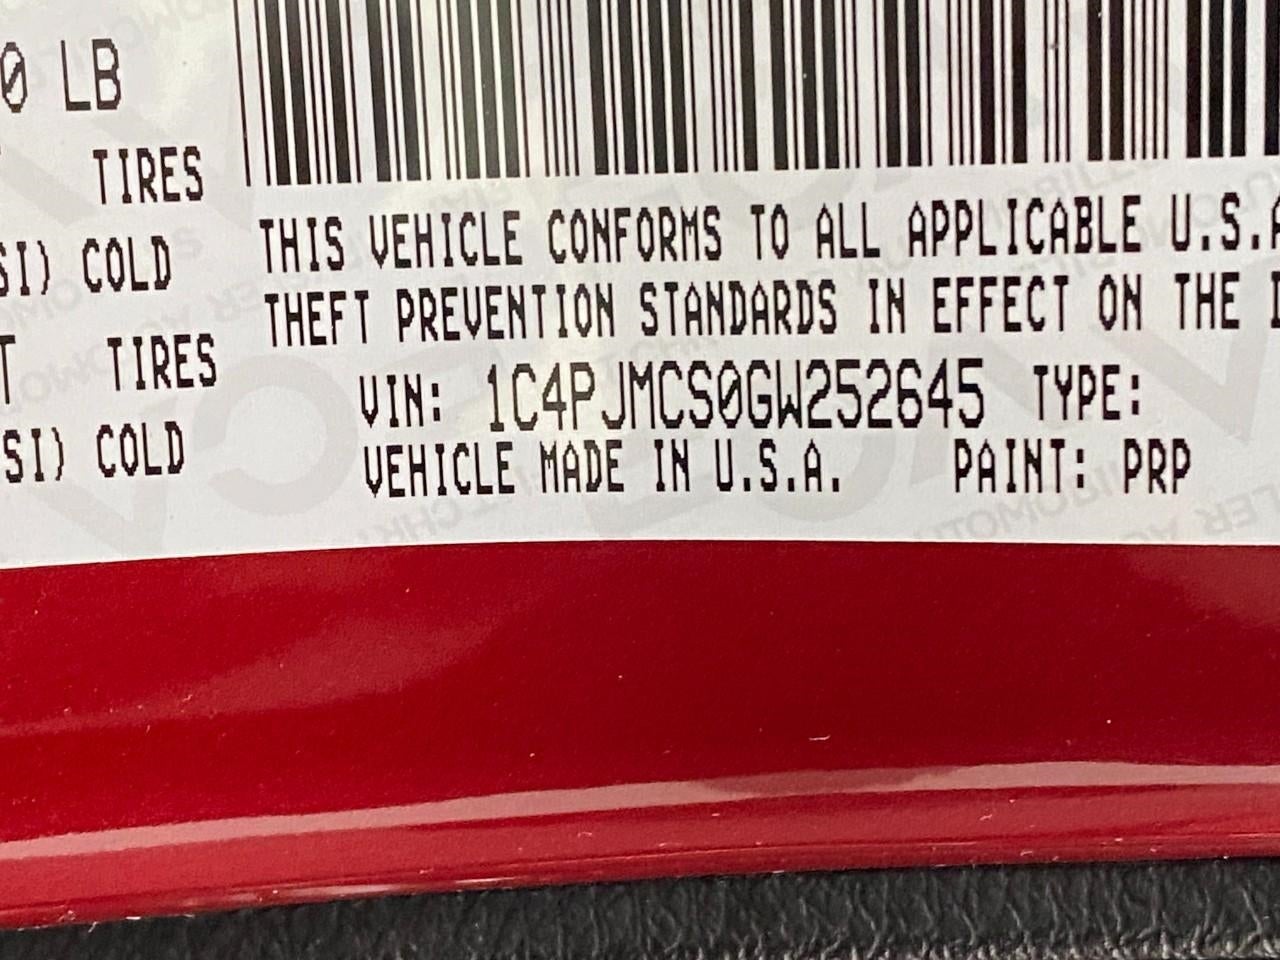 0 LB
TIRES
SI) COLD
TIRES
SI) COLD
THIS VEHICLE CONFORMS TO ALL APPLICABLE U.S.A
THEFT PREVENTION STANDARDS IN EFFECT ON THE
VIN: 1C4PJMCS0GW252645 TYPE:
VEHICLE MADE IN U.S.A. PAINT: PRP